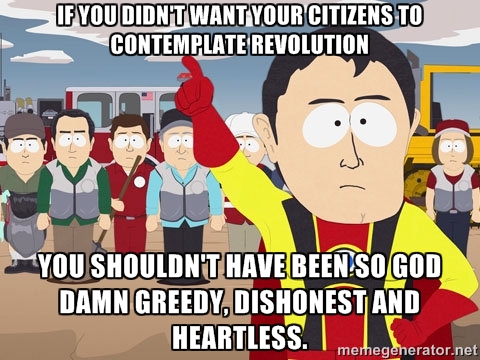 IF YOU DIDN'T WANT YOUR CITIZENS TO
CONTEMPLATE REVOLUTION
YOU SHOULDN'T HAVE BEEN SO GOD
DAMN GREEDY, DISHONEST AND
HEARTLESS.
memegenerator.net